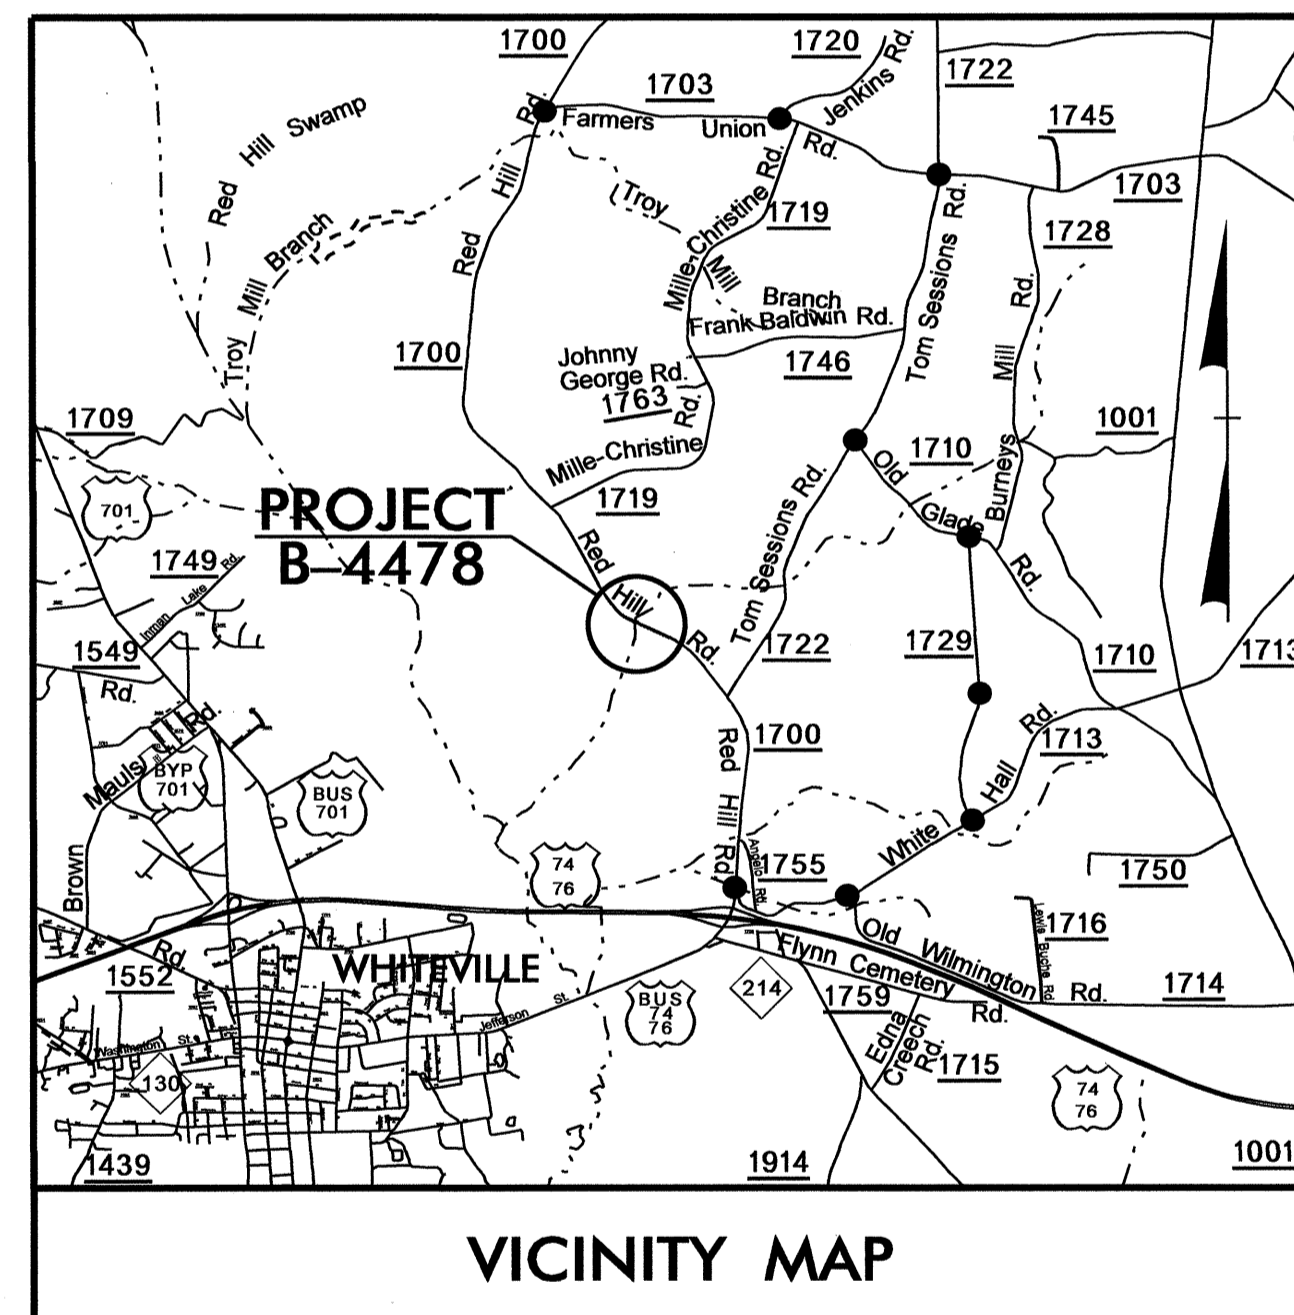 1700
1720
Jenkins Rd.
1722
1703
Farmers Union Rd.
1745
1703
Red Hill Swamp
Red Hill Rd.
Troy Mill Branch
Troy Mill Branch
Mille-Christine Rd.
1719
1728
Tom Sessions Rd.
Frank Baldwin Rd.
1746
1700
Johnny
George Rd.
1763
Mille-Christine Rd.
1719
Burneys Mill Rd.
1001
1709
1710
Old Glade Rd.
701
PROJECT
B-4478
1749
Inman Lake Rd.
Red Hill Rd.
Tom Sessions Rd.
1722
1729
1710
1713
1549
Rd.
Mauls Rd.
BYP
701
BUS
701
1700
Red Hill Rd.
1713
White Hall Rd.
Brown
74
76
Angelo Rd.
1755
1750
1716
Rd.
1552
WHITEVILLE
Old Wilmington Rd.
1714
Flynn Cemetery Rd.
214
1759
BUS
74
76
Jefferson St.
Washington St.
130
Edna
Creech
Rd.
1715
74
76
1439
1914
1001
VICINITY MAP